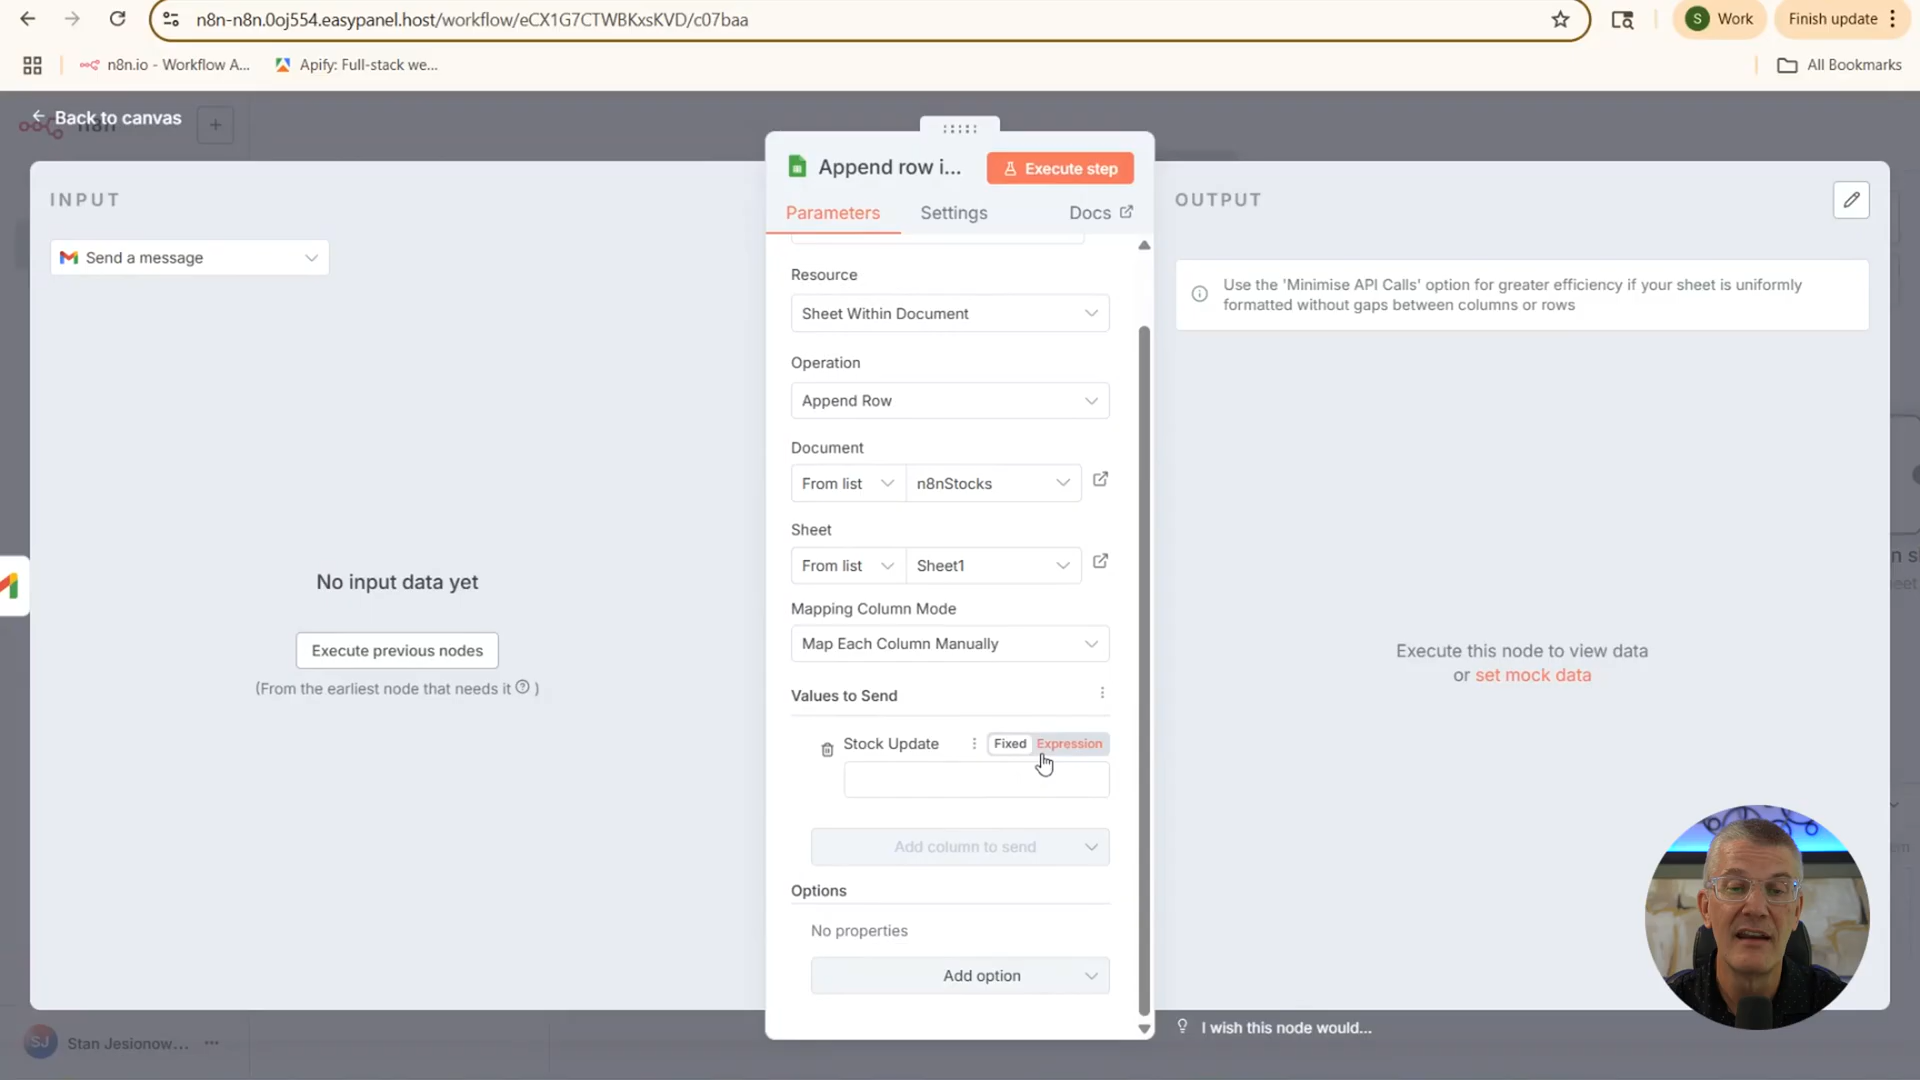 n8n-n8n.0oj554.easypanel.host/workflow/eCX1G7CTWBKxsKVD/c07baa
S
Work
Finish update
n8n.io - Workflow A...
Apify: Full-stack we...
All Bookmarks
Back to canvas
n8n
INPUT
Send a message
No input data yet
Execute previous nodes
(From the earliest node that needs it ? )
Append row i...
Execute step
Parameters
Settings
Docs
Resource
Sheet Within Document
Operation
Append Row
Document
From list
n8nStocks
Sheet
From list
Sheet1
Mapping Column Mode
Map Each Column Manually
Values to Send
Stock Update
Fixed
Expression
Add column to send
Options
No properties
Add option
OUTPUT
Use the 'Minimise API Calls' option for greater efficiency if your sheet is uniformly
formatted without gaps between columns or rows
Execute this node to view data
or set mock data
I wish this node would...
SJ
Stan Jesionow...